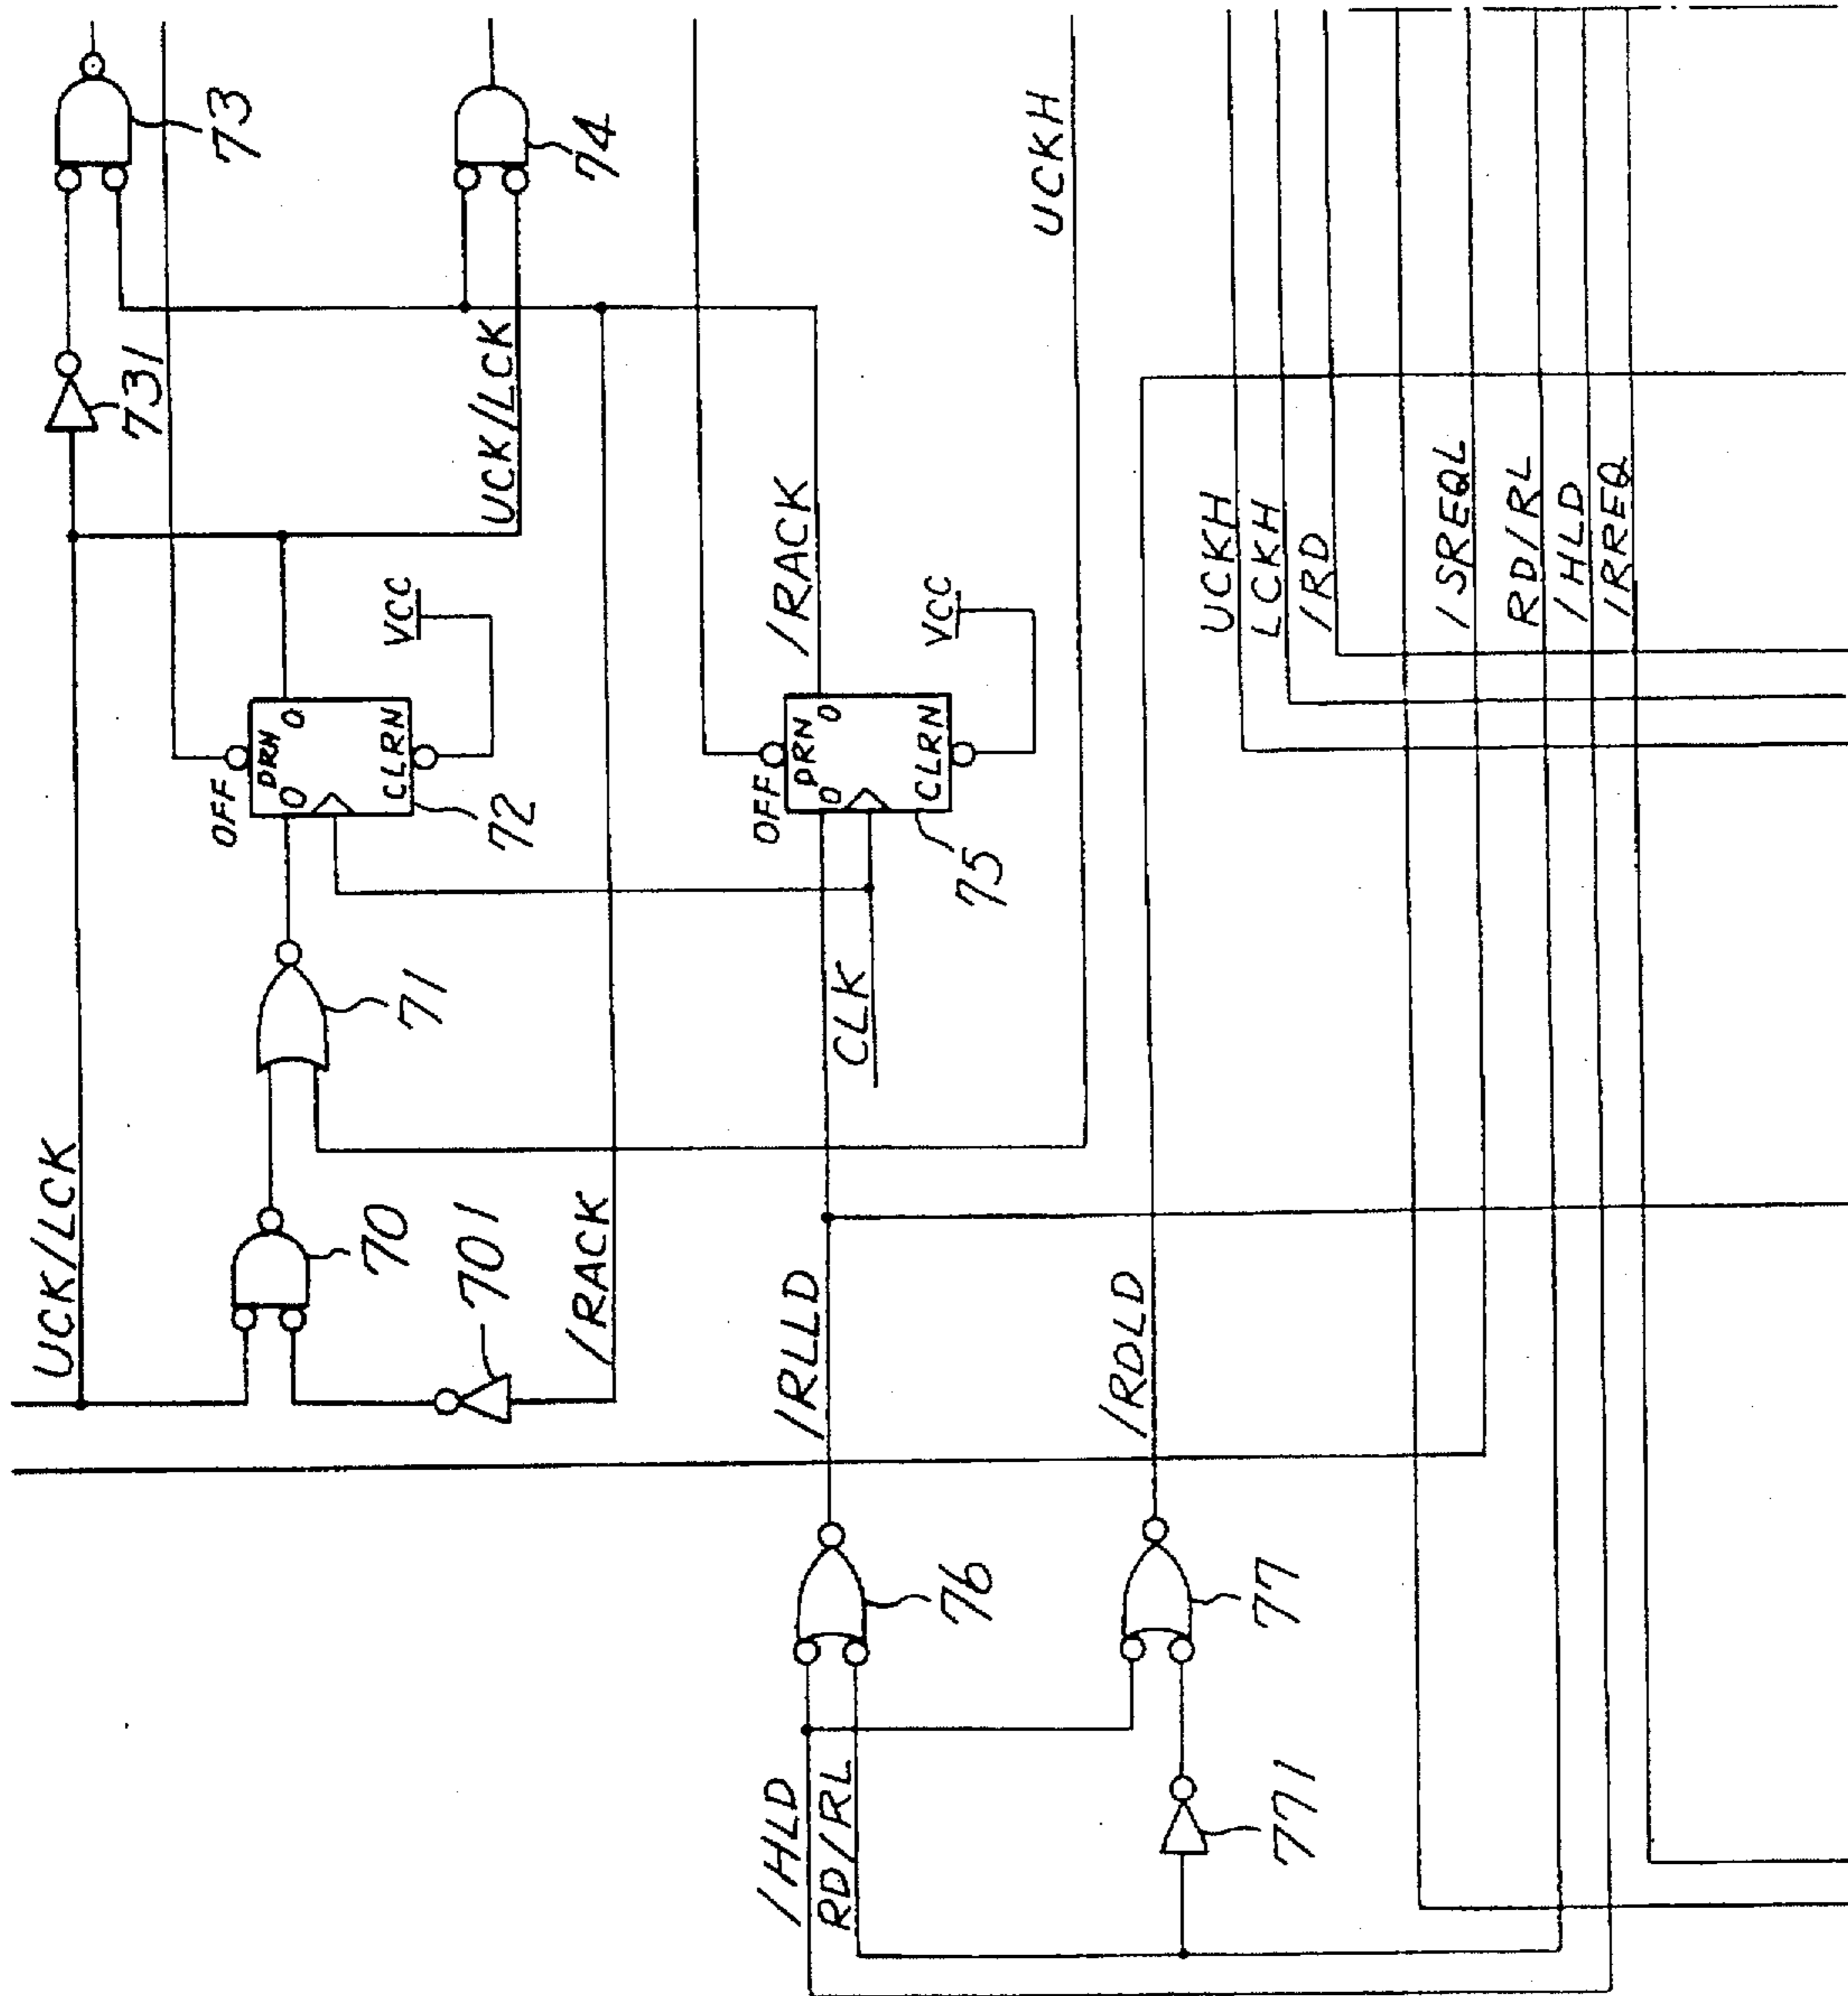 UCK/LCK
731
73
OFF
PRN
O
O
CLRN
72
VCC
UCK/LCK
74
71
70
701
/RACK
/RLLD
CLK
OFF
PRN
O
O
CLRN
75
VCC
/RACK
UCKH
/HLD
RD/RL
76
/RDLD
77
771
UCKH
LCKH
/RD
/SREQL
RD/RL
/HLD
/RREQ